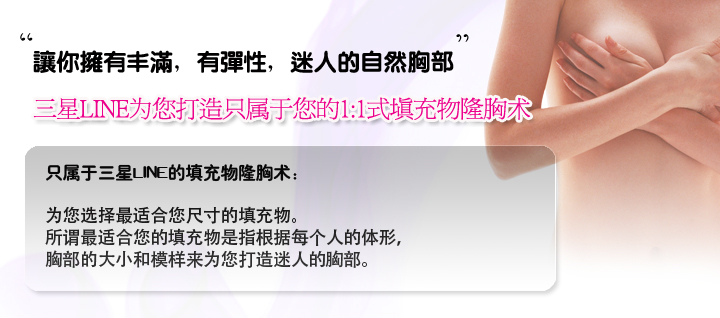 “讓你擁有丰滿，有彈性，迷人的自然胸部”
三星LINE为您打造只属于您的1:1式填充物隆胸术
只属于三星LINE的填充物隆胸术：
为您选择最适合您尺寸的填充物。
所谓最适合您的填充物是指根据每个人的体形，
胸部的大小和模样来为您打造迷人的胸部。